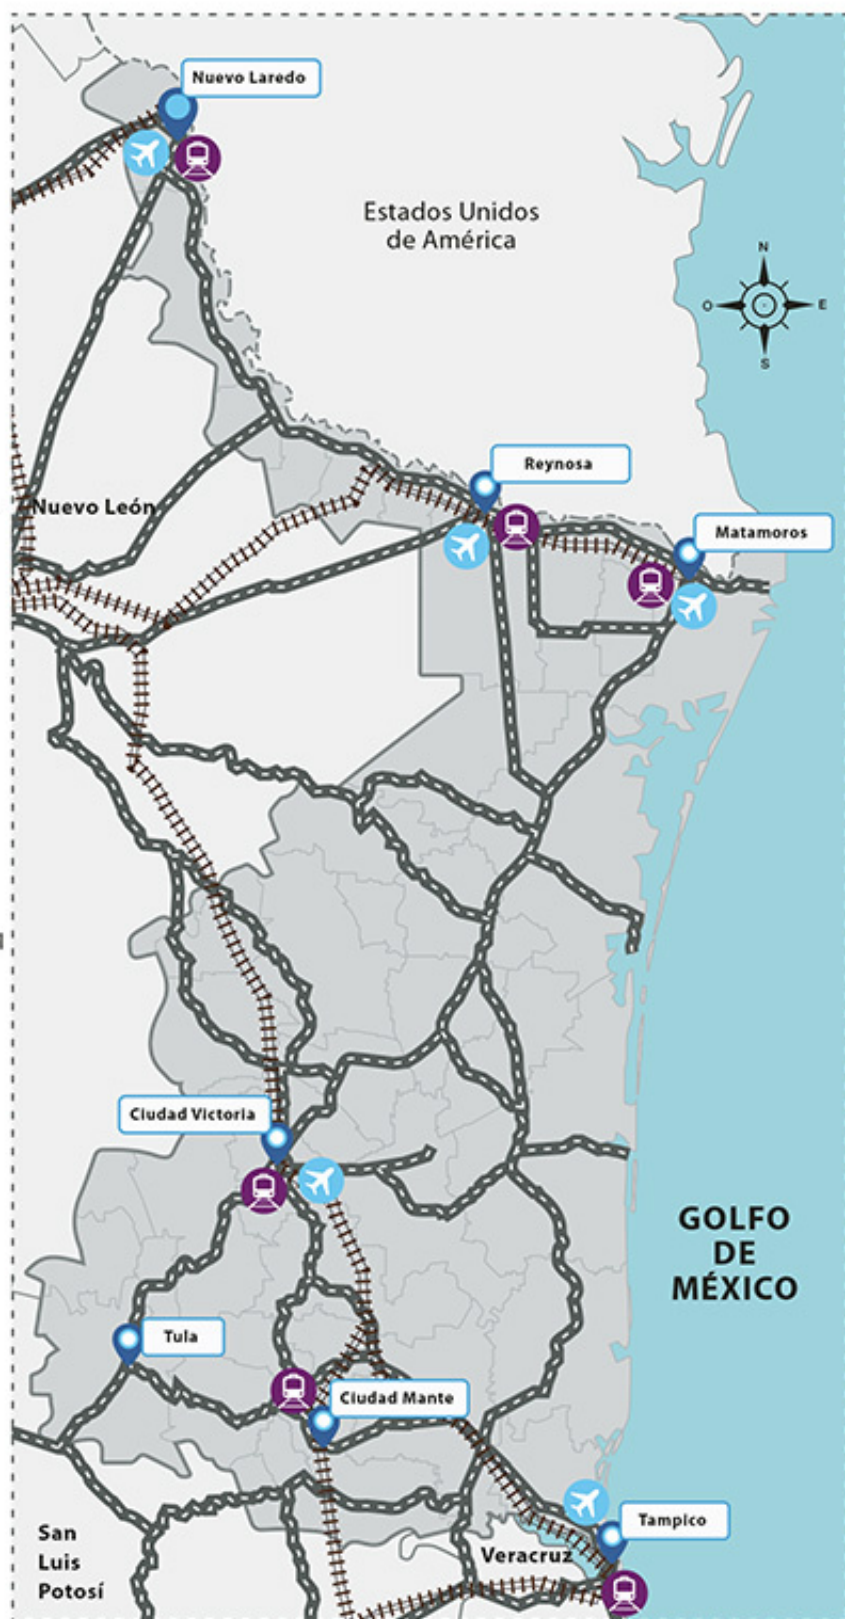 Nuevo Laredo
Estados Unidos
de América
N
O
E
S
Reynosa
Nuevo León
Matamoros
Ciudad Victoria
GOLFO
DE
MÉXICO
Tula
Ciudad Mante
Tampico
San
Luis
Potosí
Veracruz